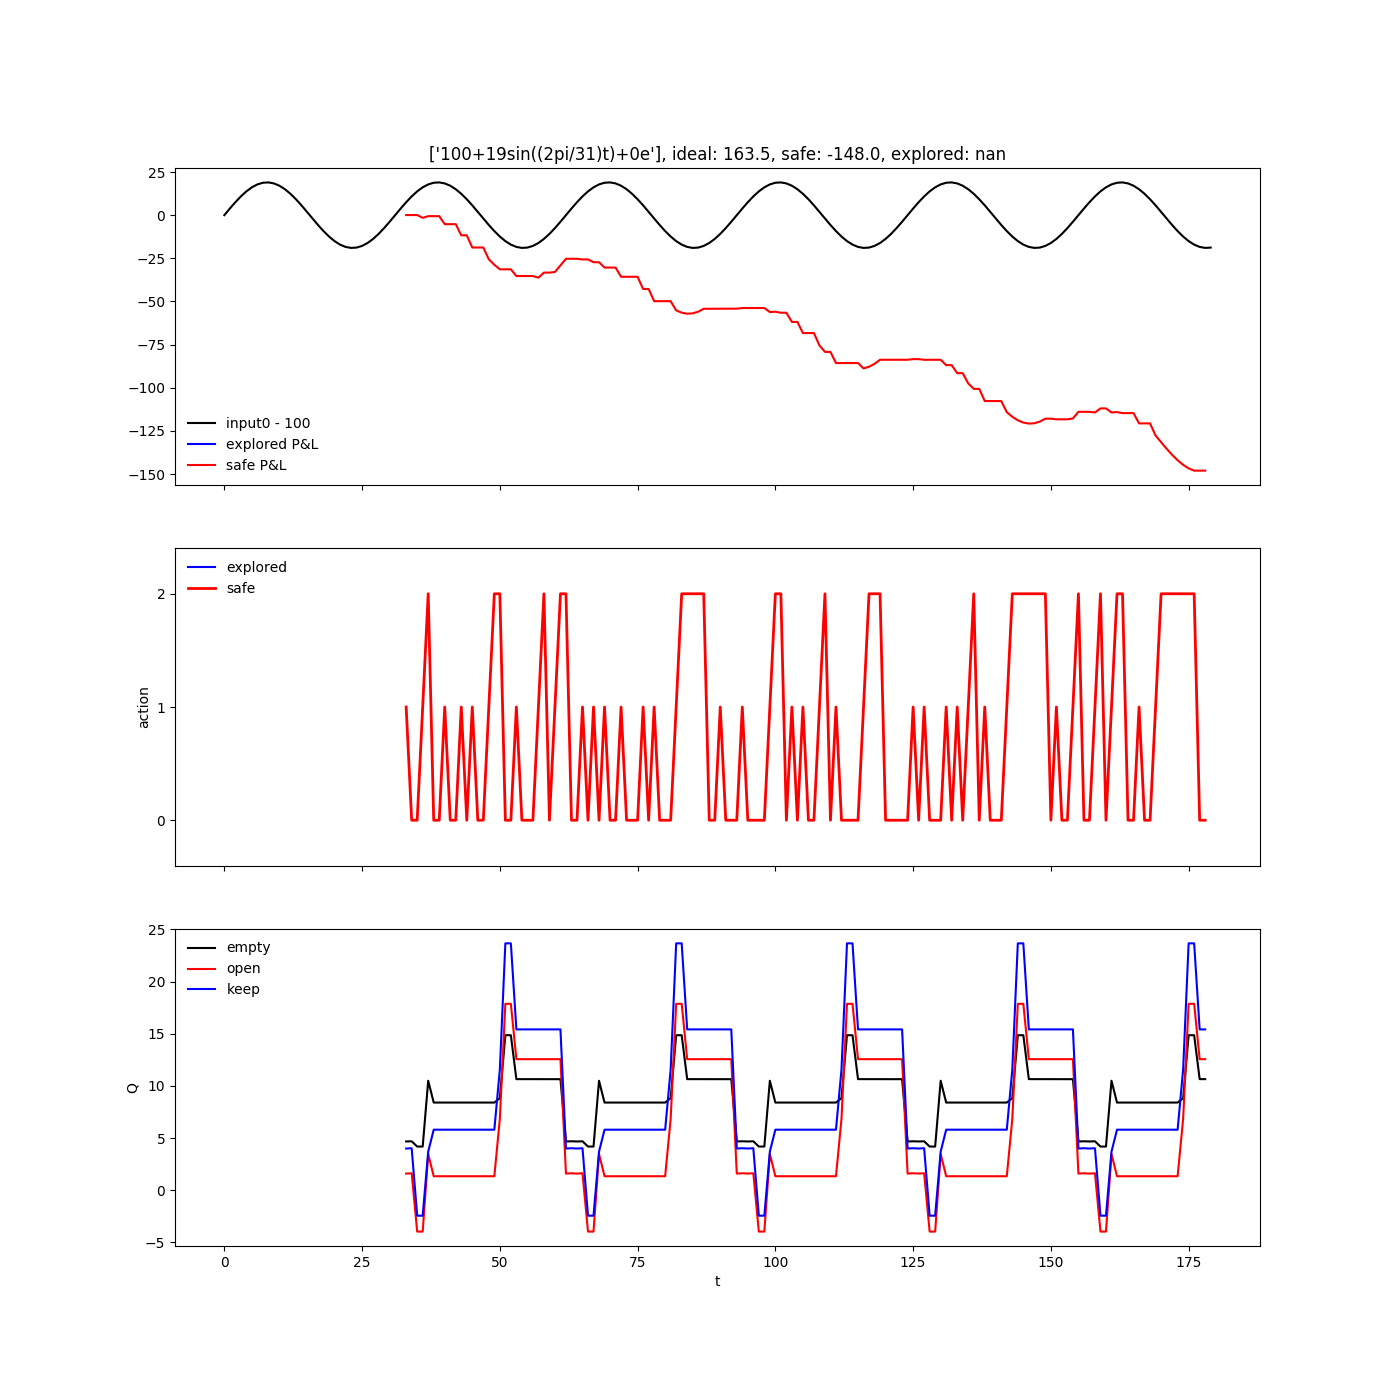 ['100+19sin((2pi/31)t)+0e'], ideal: 163.5, safe: -148.0, explored: nan
25
0
−25
−50
−75
−100
−125
−150
input0 - 100
explored P&L
safe P&L
explored
safe
2
1
0
action
empty
open
keep
25
20
15
10
5
0
−5
Q
0
25
50
75
100
125
150
175
t